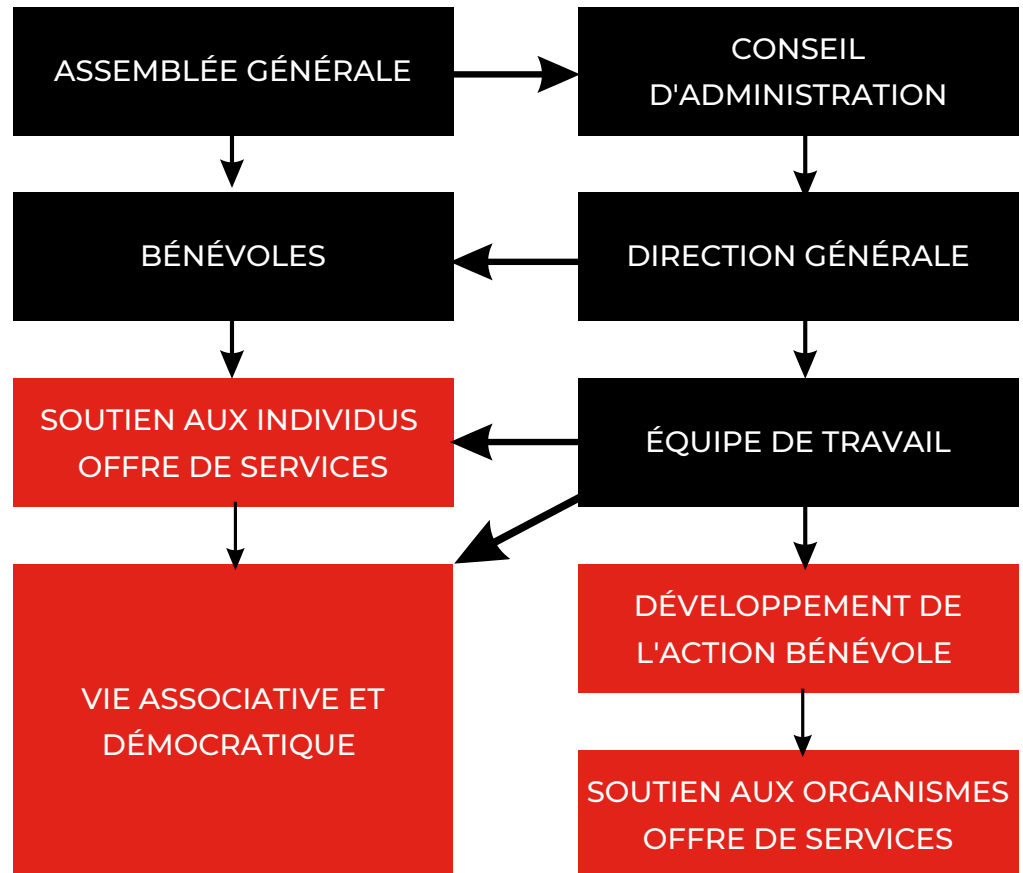 ASSEMBLÉE GÉNÉRALE
CONSEIL
D'ADMINISTRATION
BÉNÉVOLES
DIRECTION GÉNÉRALE
SOUTIEN AUX INDIVIDUS
OFFRE DE SERVICES
ÉQUIPE DE TRAVAIL
VIE ASSOCIATIVE ET
DÉMOCRATIQUE
DÉVELOPPEMENT DE
L'ACTION BÉNÉVOLE
SOUTIEN AUX ORGANISMES
OFFRE DE SERVICES